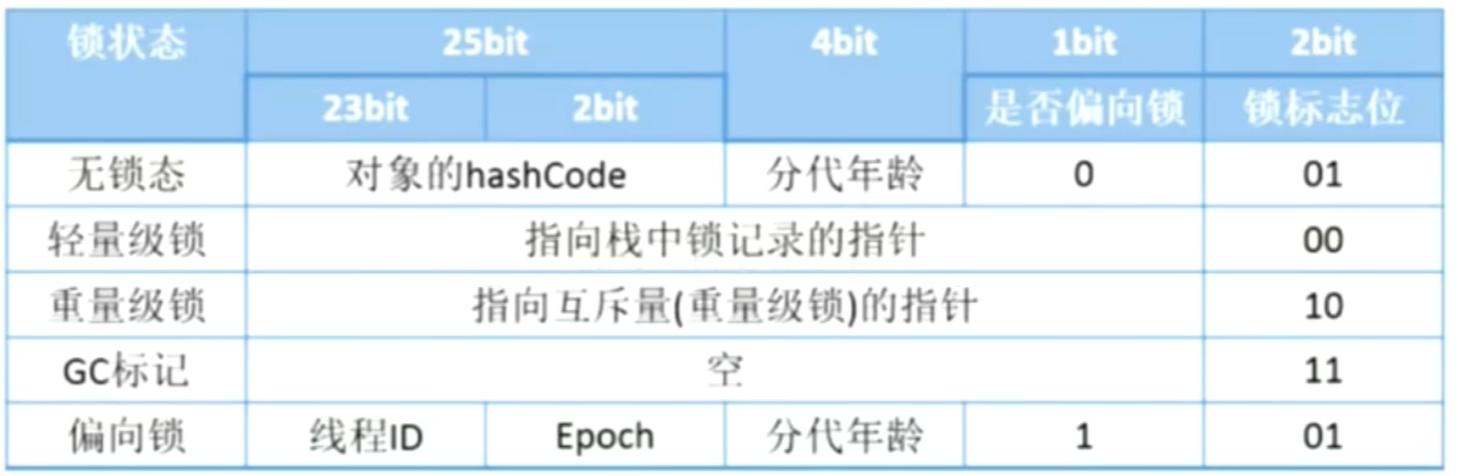 锁状态 25bit 4bit 1bit 2bit
23bit 2bit 是否偏向锁 锁标志位
无锁态 对象的hashCode 分代年龄 0 01
轻量级锁 指向栈中锁记录的指针 00
重量级锁 指向互斥量(重量级锁)的指针 10
GC标记 空 11
偏向锁 线程ID Epoch 分代年龄 1 01